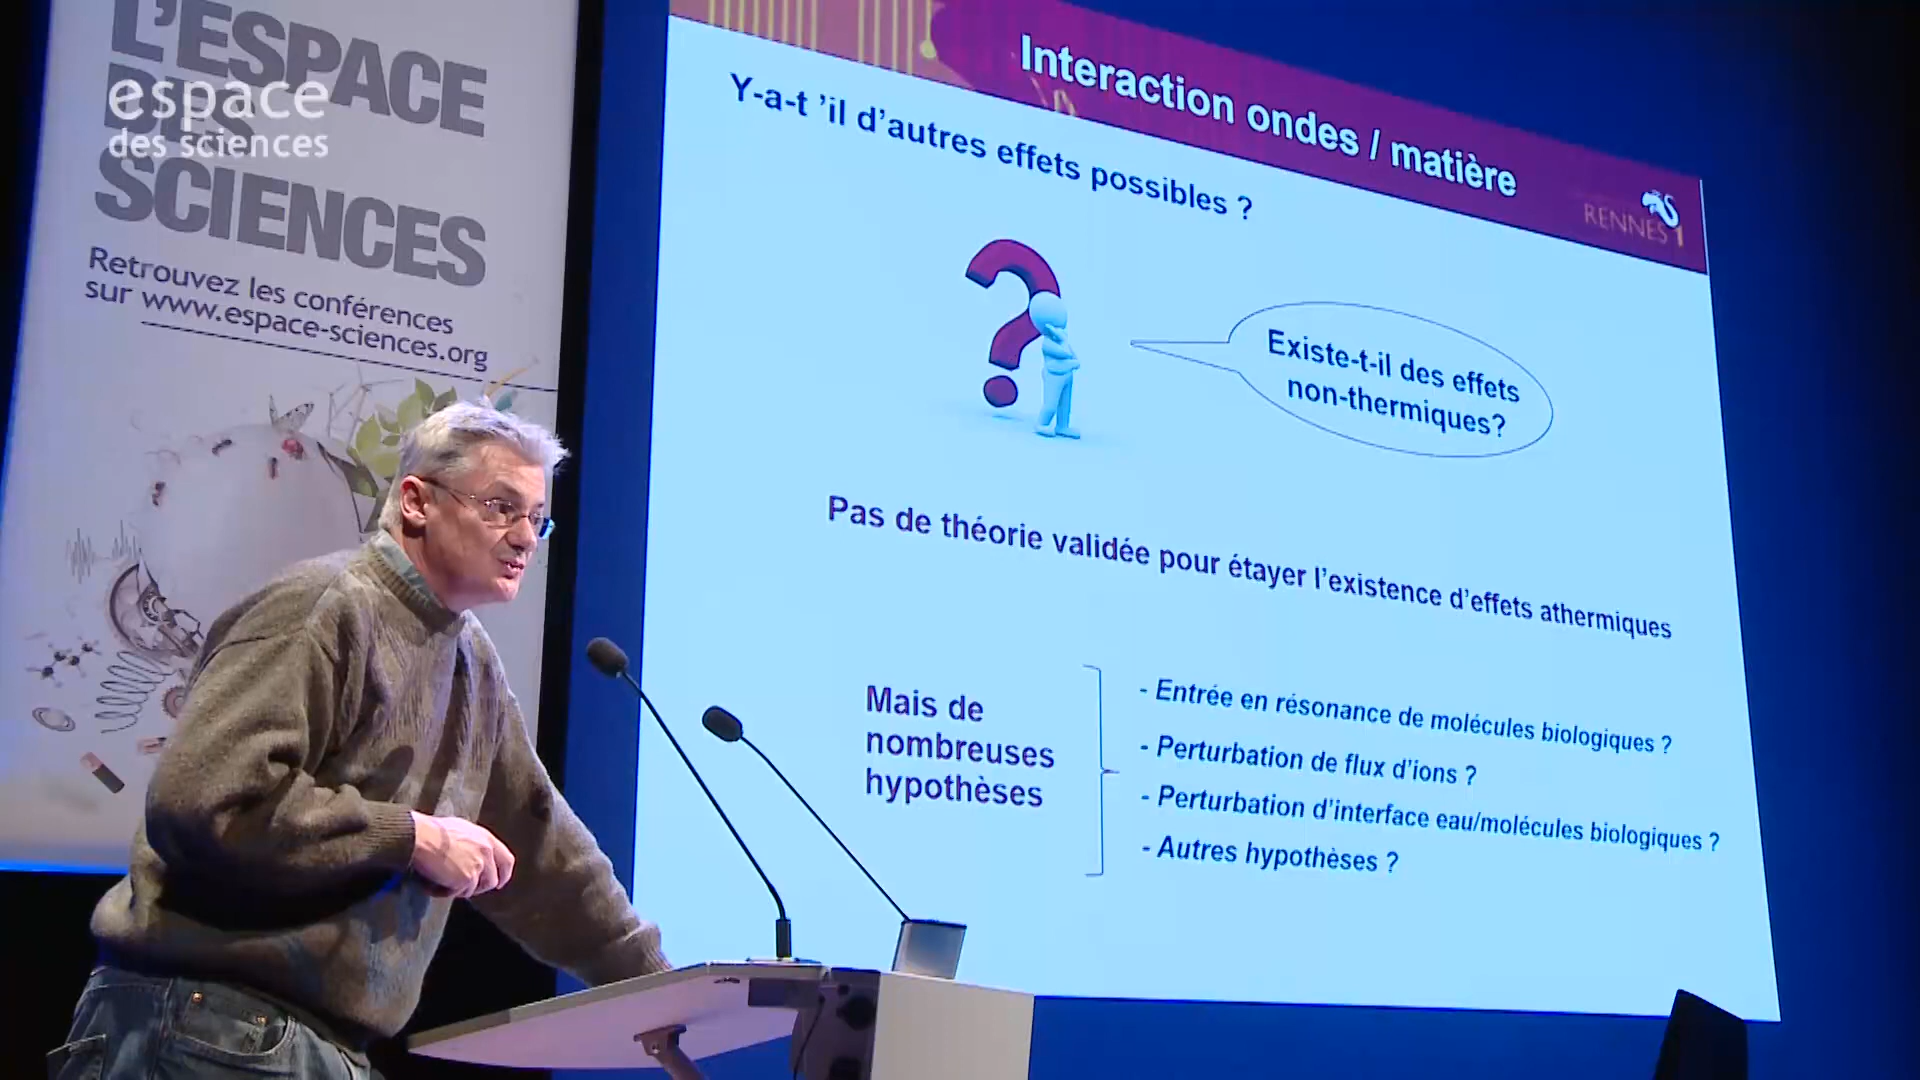 L'ESPACE
DES
SCIENCES
espace
des sciences
Retrouvez les conférences
sur www.espace-sciences.org
Interaction ondes / matière
RENNES 1
Y-a-t ’il d’autres effets possibles ?
Existe-t-il des effets
non-thermiques?
Pas de théorie validée pour étayer l’existence d’effets athermiques
Mais de
nombreuses
hypothèses
- Entrée en résonance de molécules biologiques ?
- Perturbation de flux d’ions ?
- Perturbation d’interface eau/molécules biologiques ?
- Autres hypothèses ?